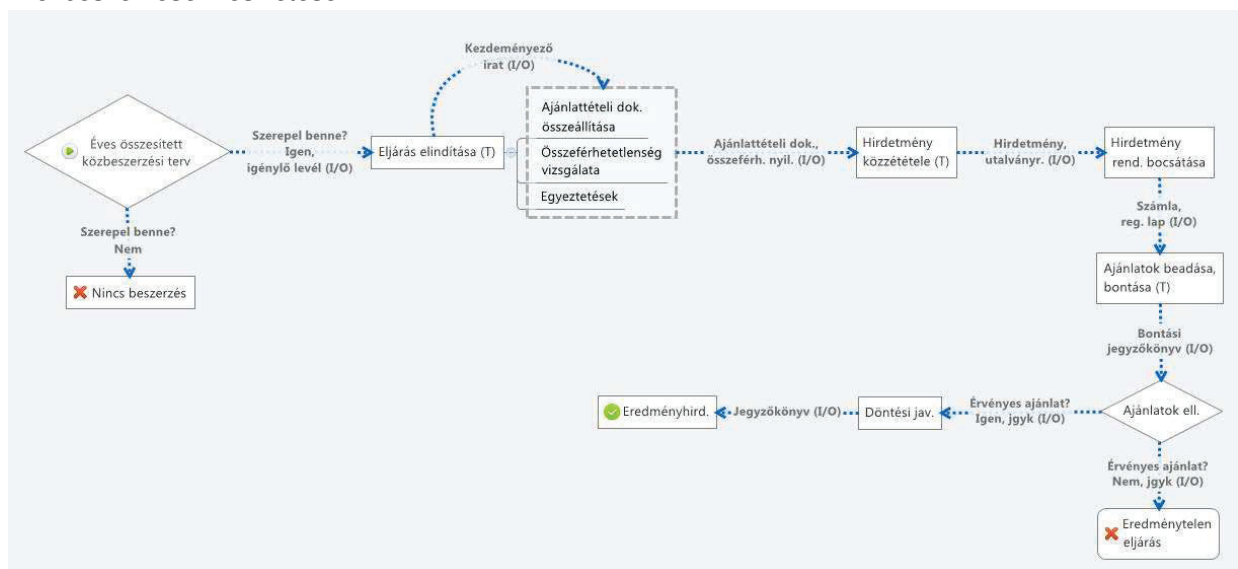 Kezdeményező
irat (I/O)
Éves összesített
közbeszerzési terv
Szerepel benne?
Igen,
igénylő levél (I/O)
Eljárás elindítása (T)
Ajánlattételi dok.
összeállítása
Összeférhetetlenség
vizsgálata
Egyeztetések
Ajánlattételi dok.,
összeférh. nyil. (I/O)
Hirdetmény
közzététele (T)
Hirdetmény,
utalványr. (I/O)
Hirdetmény
rend. bocsátása
Szerepel benne?
Nem
Nincs beszerzés
Számla,
reg. lap (I/O)
Ajánlatok beadása,
bontása (T)
Bontási
jegyzőkönyv (I/O)
Ajánlatok ell.
Érvényes ajánlat?
Igen, jgyk (I/O)
Döntési jav.
Jegyzőkönyv (I/O)
Eredményhird.
Érvényes ajánlat?
Nem, jgyk (I/O)
Eredménytelen
eljárás